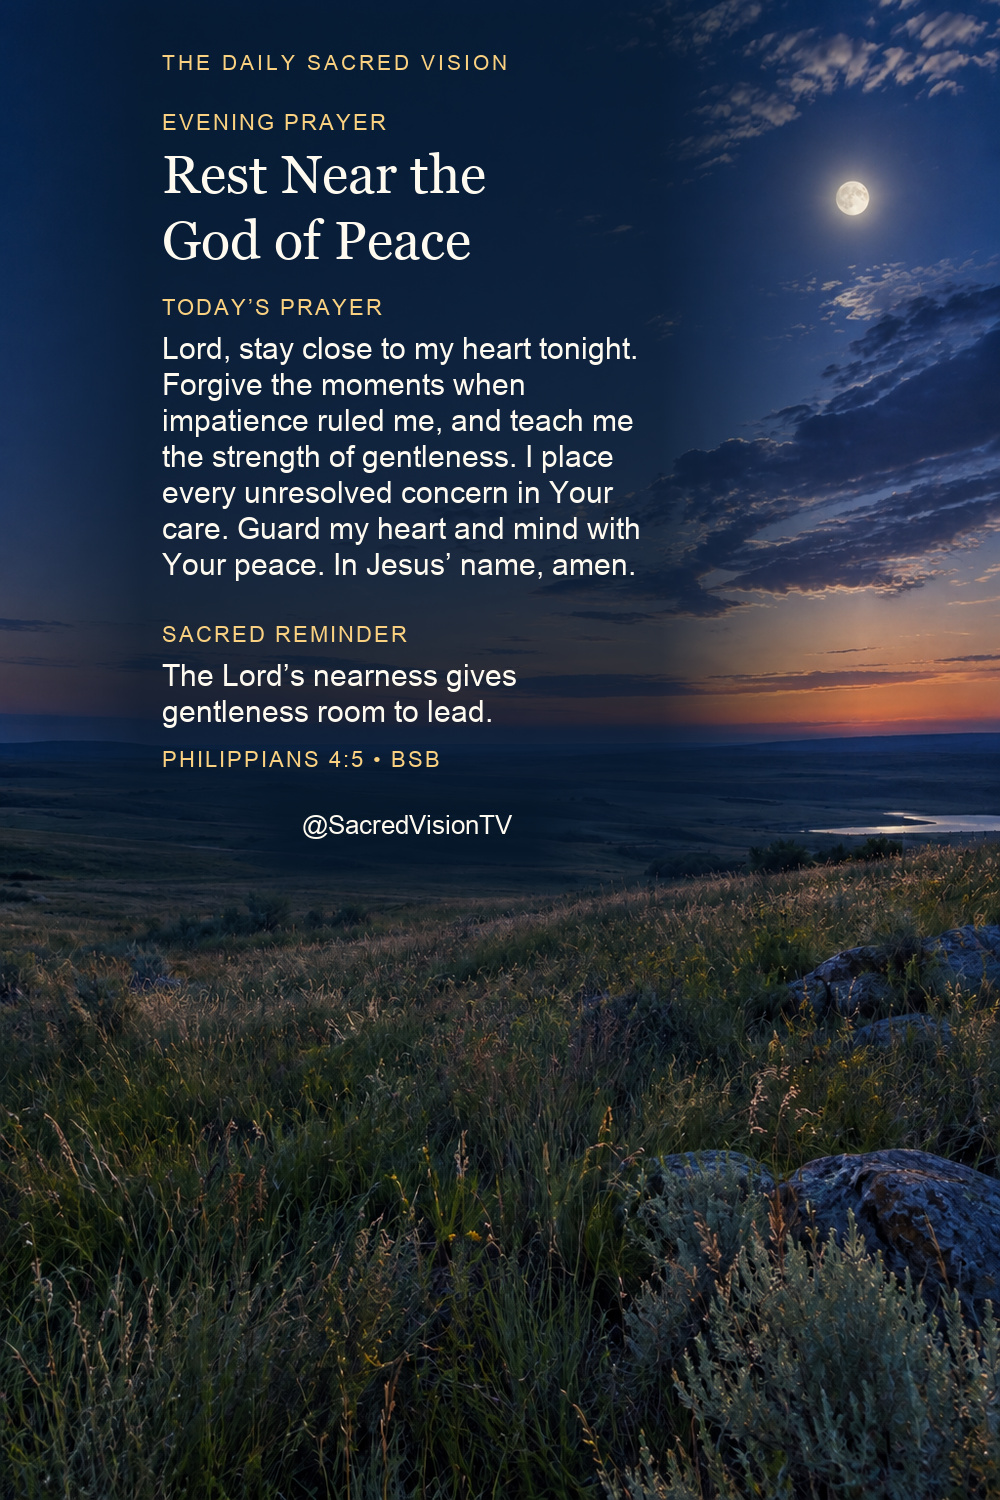 THE DAILY SACRED VISION
EVENING PRAYER
Rest Near the
God of Peace
TODAY’S PRAYER
Lord, stay close to my heart tonight.
Forgive the moments when
impatience ruled me, and teach me
the strength of gentleness. I place
every unresolved concern in Your
care. Guard my heart and mind with
Your peace. In Jesus’ name, amen.
SACRED REMINDER
The Lord’s nearness gives
gentleness room to lead.
PHILIPPIANS 4:5 • BSB
@SacredVisionTV